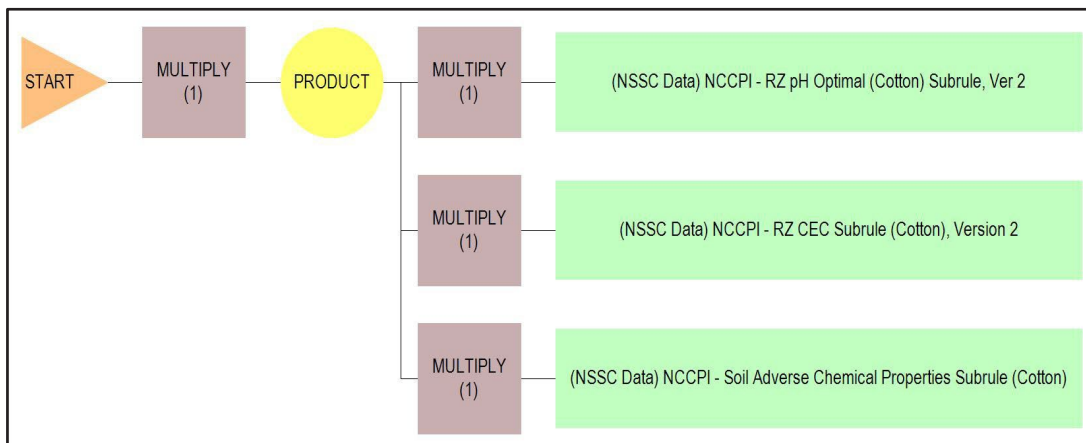 START
MULTIPLY
(1)
PRODUCT
MULTIPLY
(1)
(NSSC Data) NCCPI - RZ pH Optimal (Cotton) Subrule, Ver 2
MULTIPLY
(1)
(NSSC Data) NCCPI - RZ CEC Subrule (Cotton), Version 2
MULTIPLY
(1)
(NSSC Data) NCCPI - Soil Adverse Chemical Properties Subrule (Cotton)